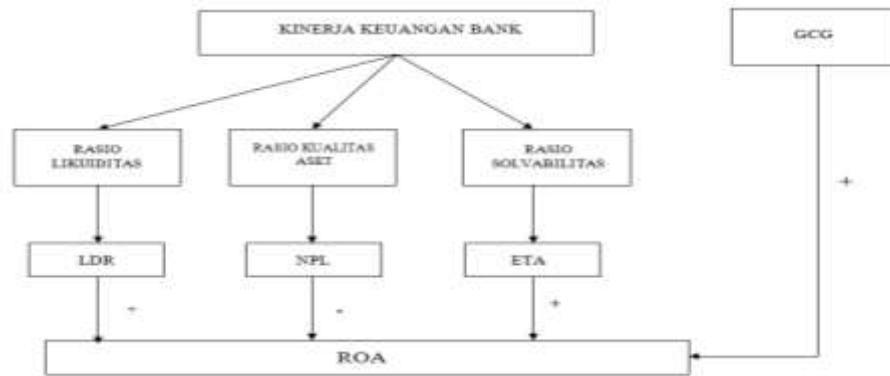 KINERJA KEUANGAN BANK
GCG
RASIO
LIKUIDITAS
RASIO KUALITAS
ASET
RASIO
SOLVABILITAS
+
LDR
NPL
ETA
-
+
ROA